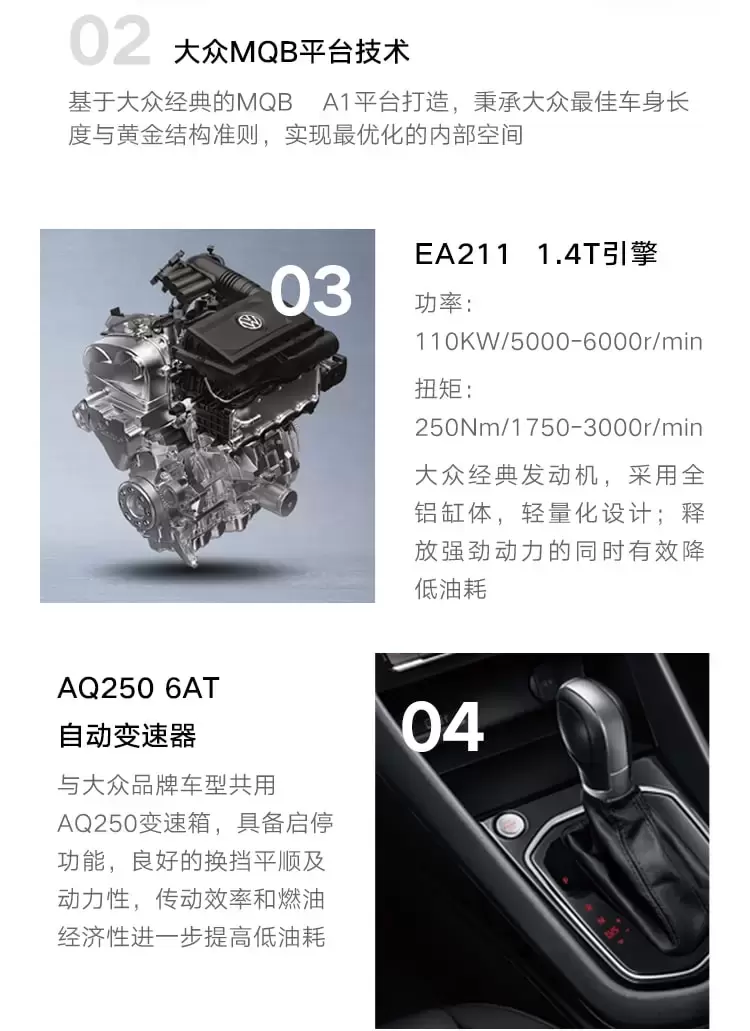 02 大众MQB平台技术
基于大众经典的MQB A1平台打造，秉承大众最佳车身长
度与黄金结构准则，实现最优化的内部空间
03
EA211 1.4T引擎
功率：
110KW/5000-6000r/min
扭矩：
250Nm/1750-3000r/min
大众经典发动机，采用全
铝缸体，轻量化设计；释
放强劲动力的同时有效降
低油耗
AQ250 6AT
自动变速器
与大众品牌车型共用
AQ250变速箱，具备启停
功能，良好的换挡平顺及
动力性，传动效率和燃油
经济性进一步提高低油耗
04